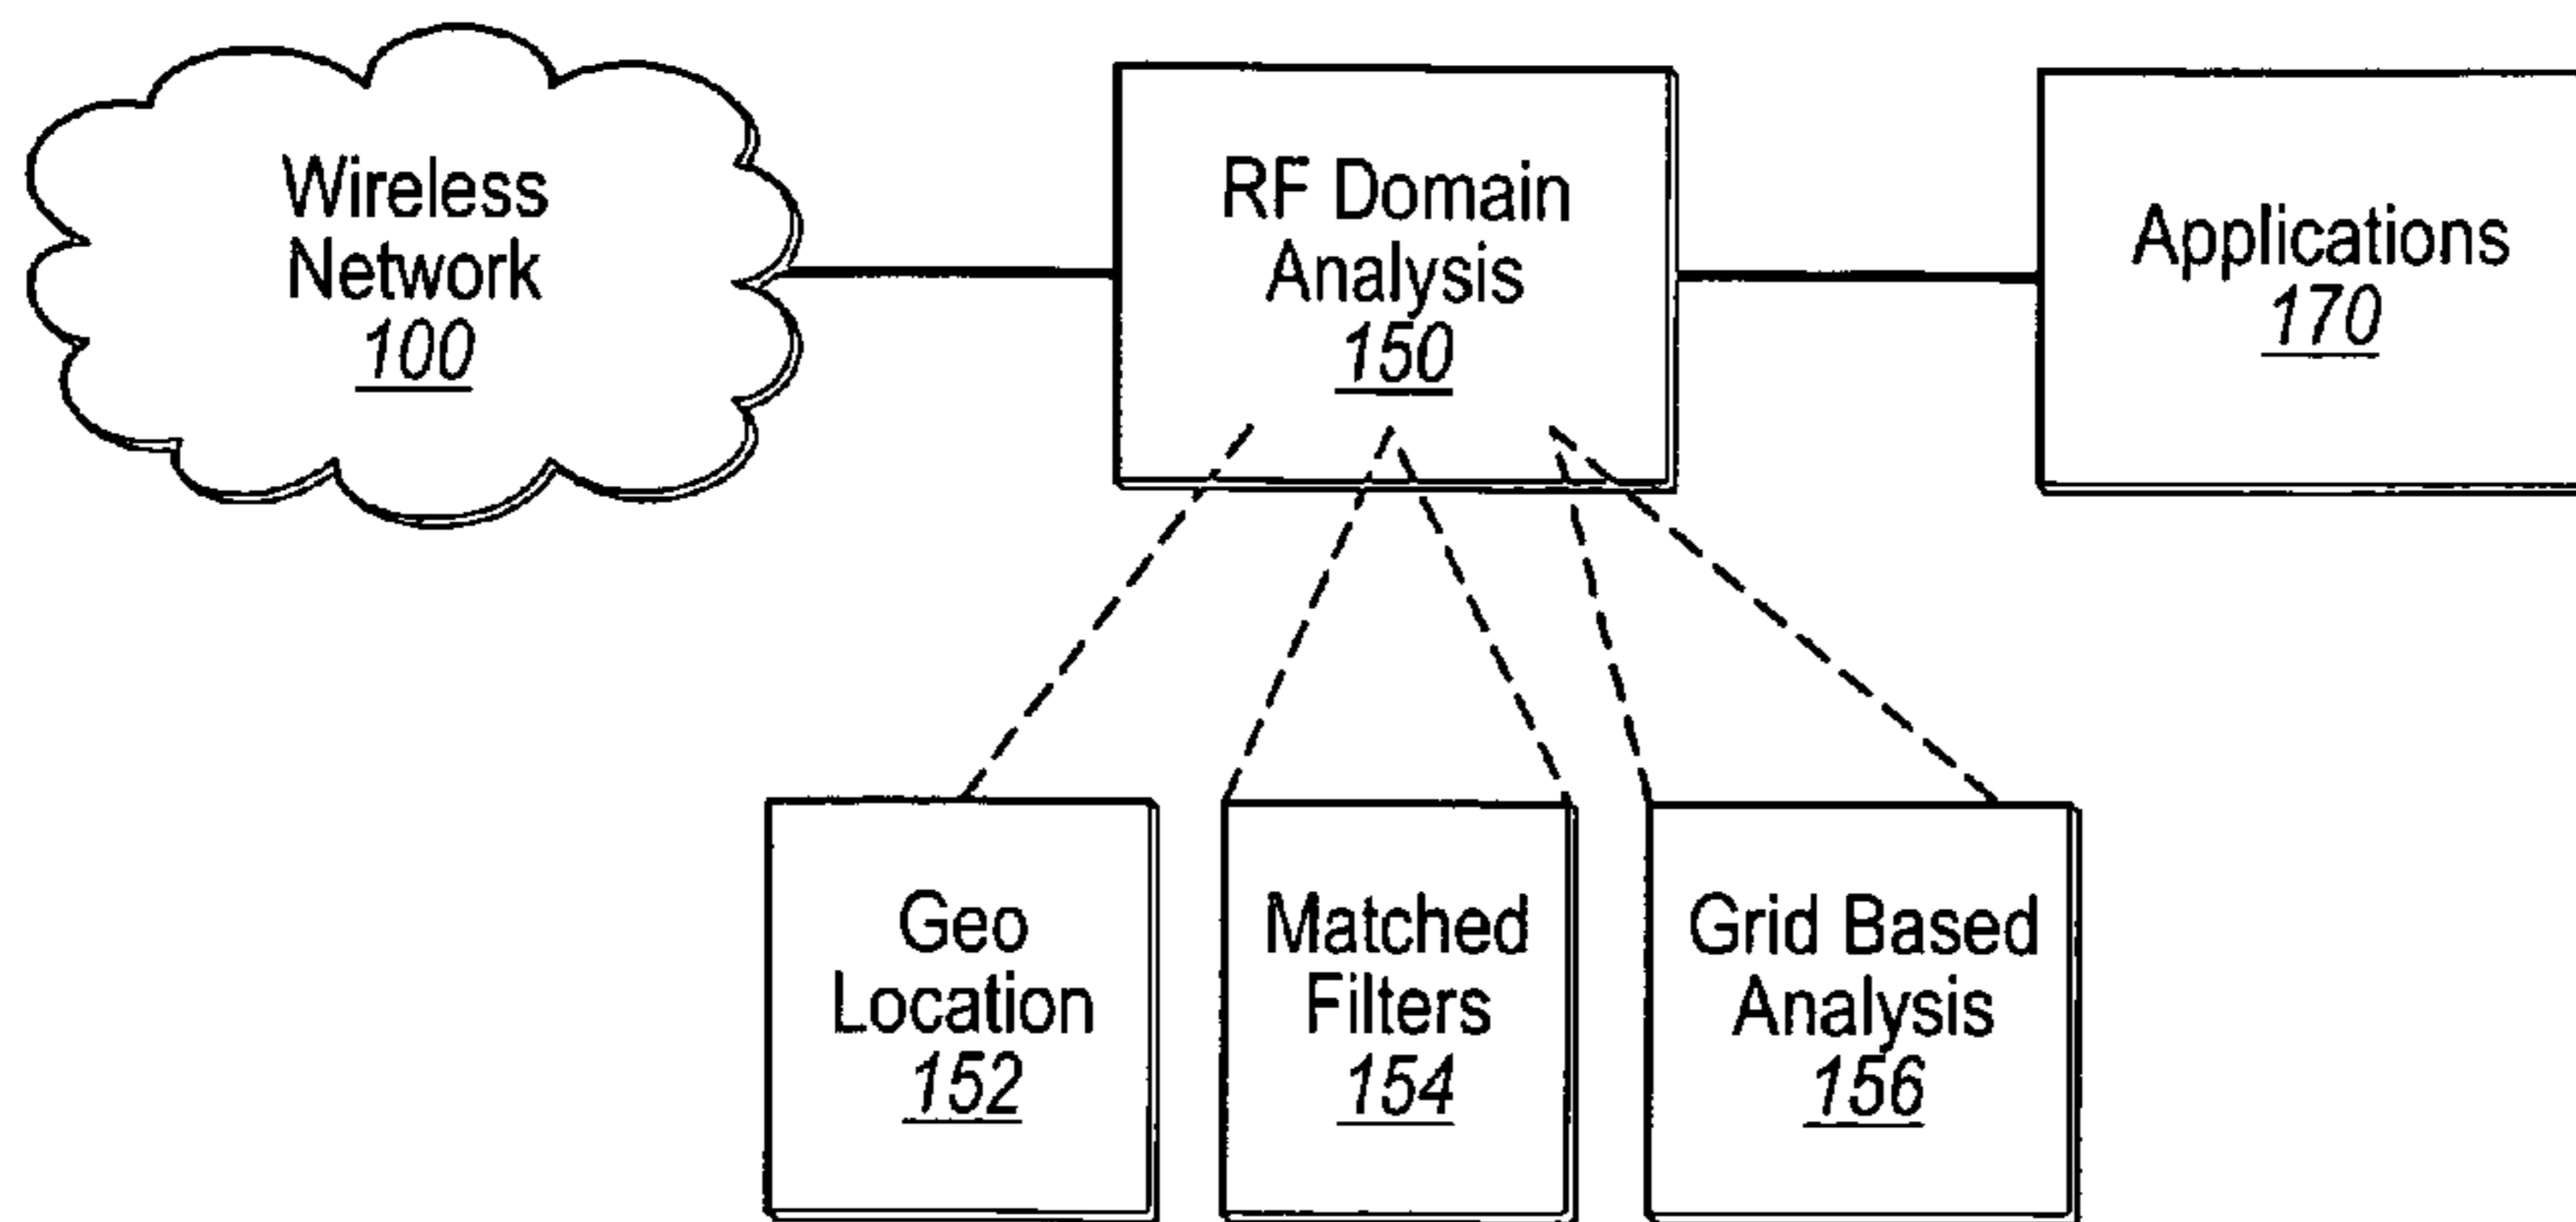 Wireless
Network
100
RF Domain
Analysis
150
Applications
170
Geo
Location
152
Matched
Filters
154
Grid Based
Analysis
156